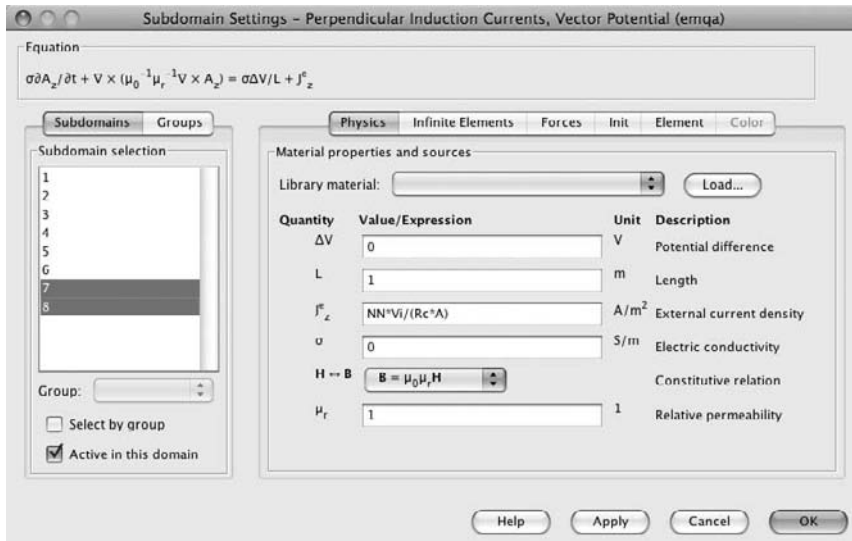 Subdomain Settings – Perpendicular Induction Currents, Vector Potential (emqa)
Equation
σ∂A_z/∂t + ∇ × (μ₀⁻¹μᵣ⁻¹∇ × A_z) = σΔV/L + Jᵉ_z
Subdomains Groups
Physics Infinite Elements Forces Init Element Color
Subdomain selection
1
2
3
4
5
6
7
8
Group:
Select by group
Active in this domain
Material properties and sources
Library material: Load...
Quantity Value/Expression Unit Description
ΔV 0 V Potential difference
L 1 m Length
Jᵉ_z NN*Vi/(Rc*A) A/m² External current density
σ 0 S/m Electric conductivity
H ↔ B B = μ₀μᵣH Constitutive relation
μᵣ 1 1 Relative permeability
Help Apply Cancel OK